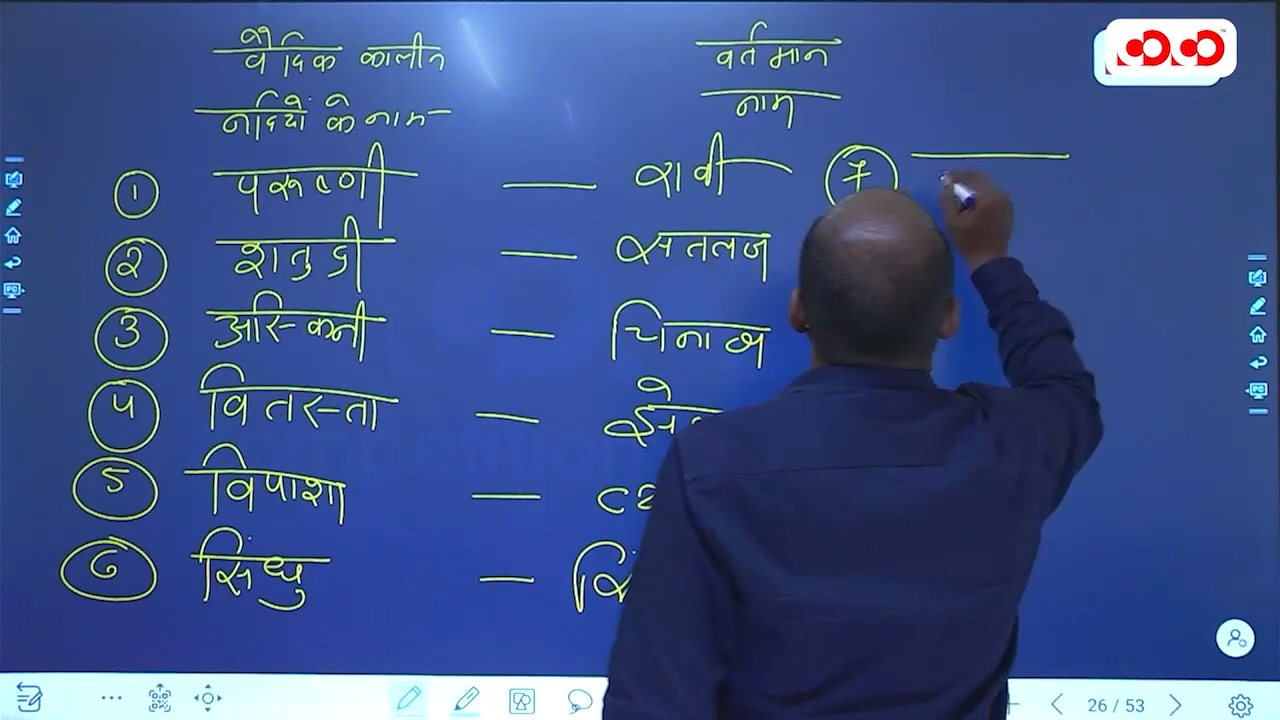 वैदिक कालीन
नदियों के नाम
वर्तमान
नाम
① परूष्णी — रावी
② शतुद्री — सतलज
③ अस्किनी — चिनाब
④ वितस्ता —
⑤ विपाशा —
⑥ सिंधु —
⑦
26 / 53